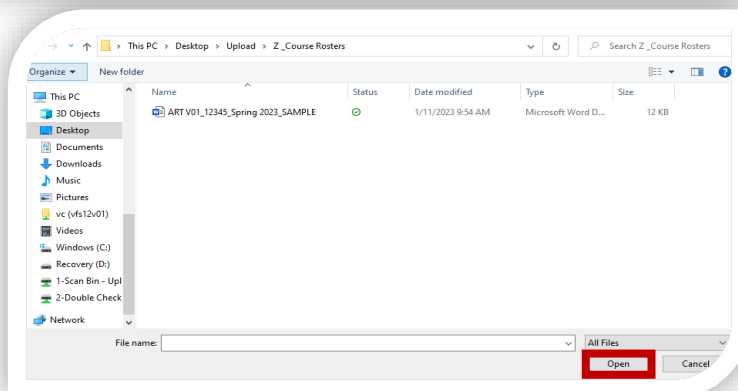 This PC > Desktop > Upload > Z _Course Rosters
Search Z _Course Rosters
Organize New folder
Name Status Date modified Type Size
ART V01_12345_Spring 2023_SAMPLE 1/11/2023 9:54 AM Microsoft Word D... 12 KB
This PC
3D Objects
Desktop
Documents
Downloads
Music
Pictures
vc (vfs12v01)
Videos
Windows (C:)
Recovery (D:)
1-Scan Bin - Upl
2-Double Check
Network
File name:
All Files
Open Cancel